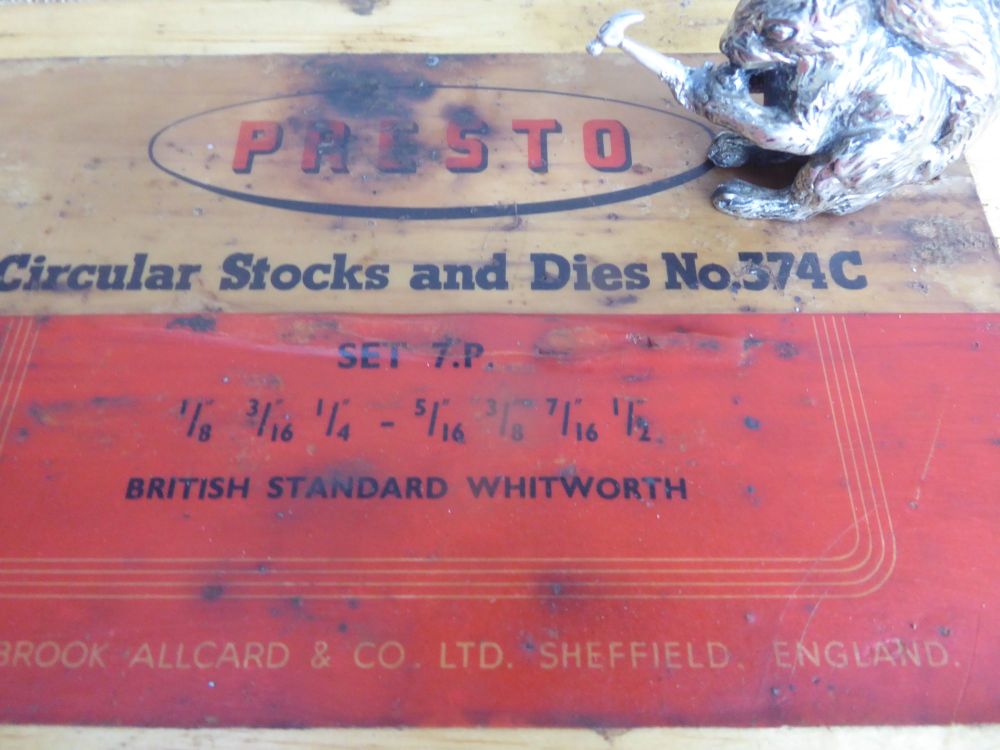 PRESTO
Circular Stocks and Dies No.374C
SET 7.P.
1/8" 3/16" 1/4" - 5/16" 3/8" 7/16" 1/2"
BRITISH STANDARD WHITWORTH
BROOK ALLCARD & CO. LTD. SHEFFIELD. ENGLAND.